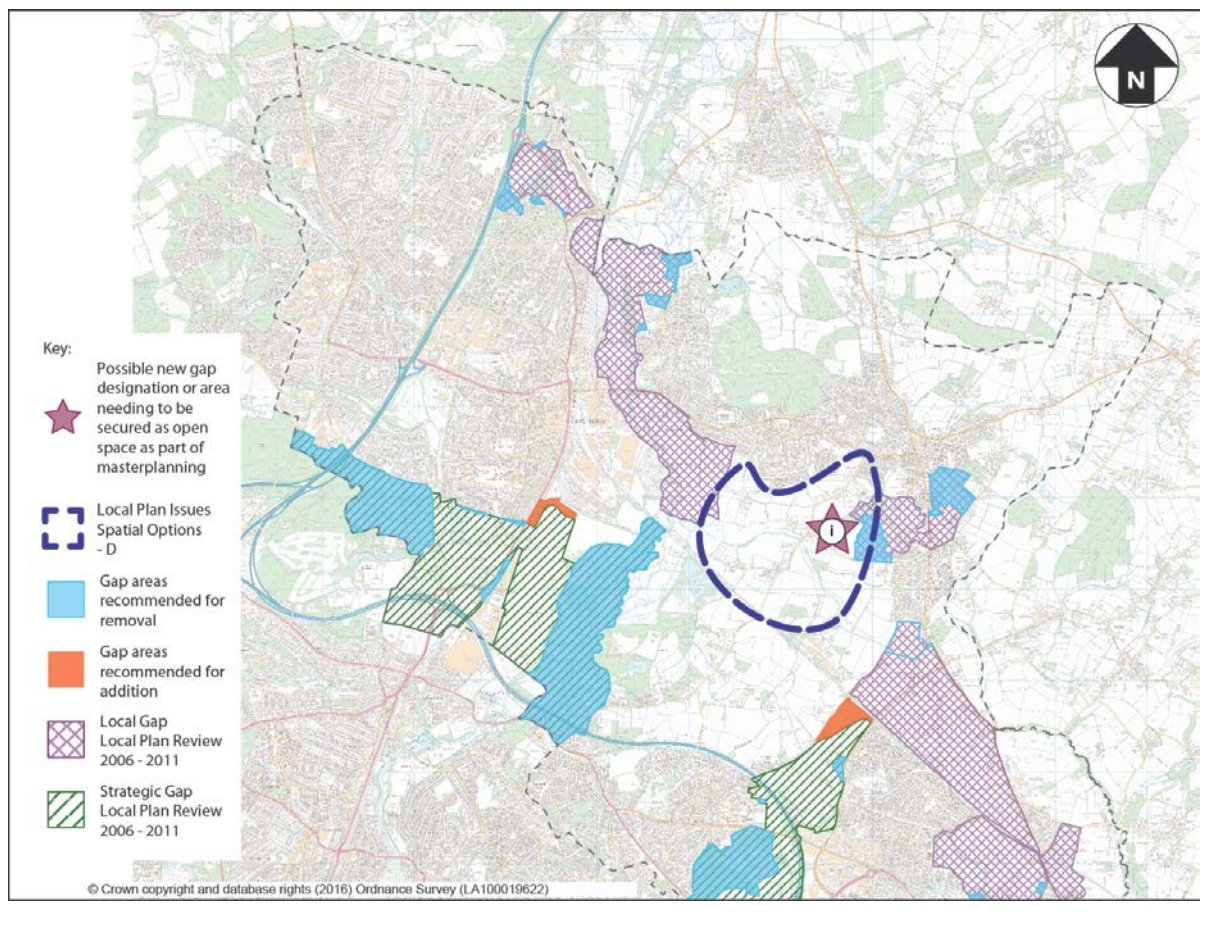 N
Key:
Possible new gap
designation or area
needing to be
secured as open
space as part of
masterplanning
Local Plan Issues
Spatial Options
- D
Gap areas
recommended for
removal
Gap areas
recommended for
addition
Local Gap
Local Plan Review
2006 - 2011
Strategic Gap
Local Plan Review
2006 - 2011
i
© Crown copyright and database rights (2016) Ordnance Survey (LA100019622)